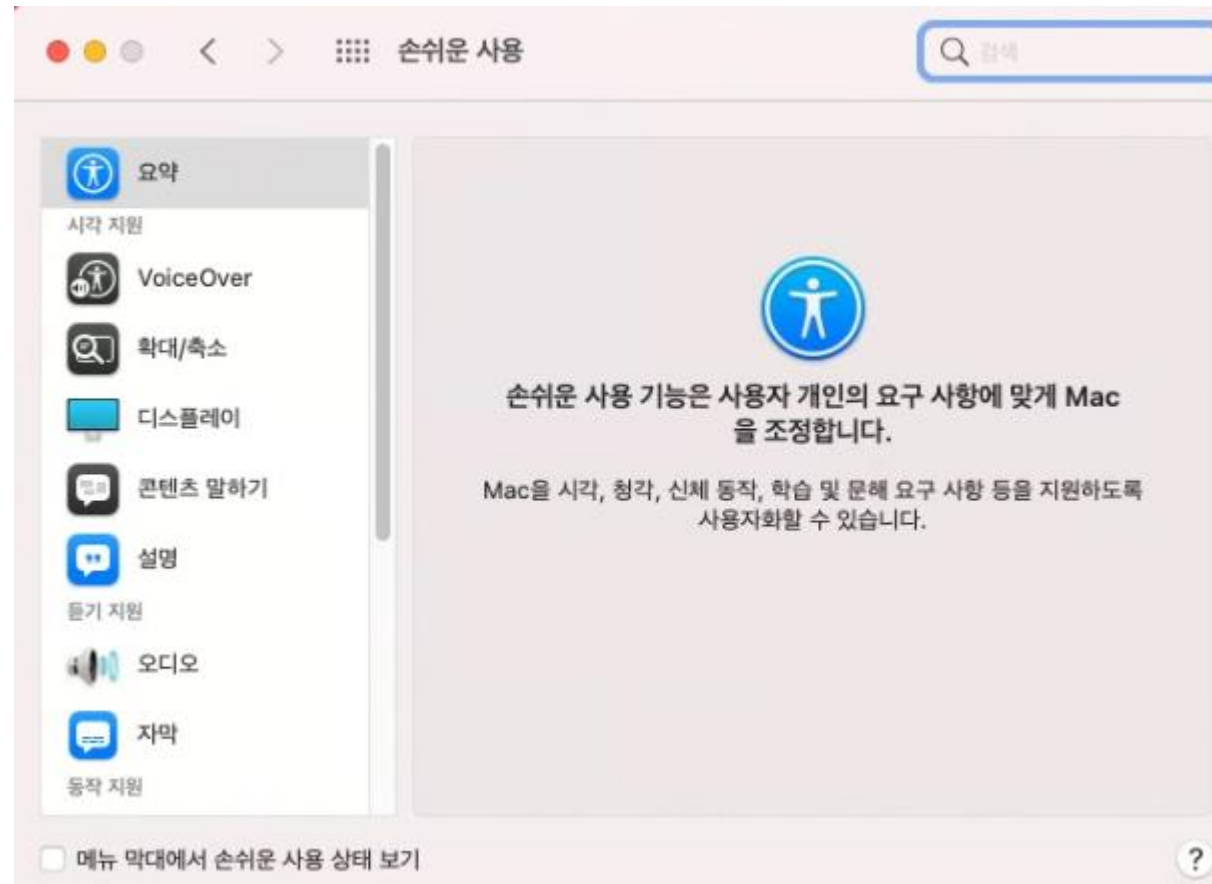 손쉬운 사용
검색
요약
시각 지원
VoiceOver
확대/축소
디스플레이
콘텐츠 말하기
설명
듣기 지원
오디오
자막
동작 지원
손쉬운 사용 기능은 사용자 개인의 요구 사항에 맞게 Mac
을 조정합니다.
Mac을 시각, 청각, 신체 동작, 학습 및 문해 요구 사항 등을 지원하도록
사용자화할 수 있습니다.
메뉴 막대에서 손쉬운 사용 상태 보기
?